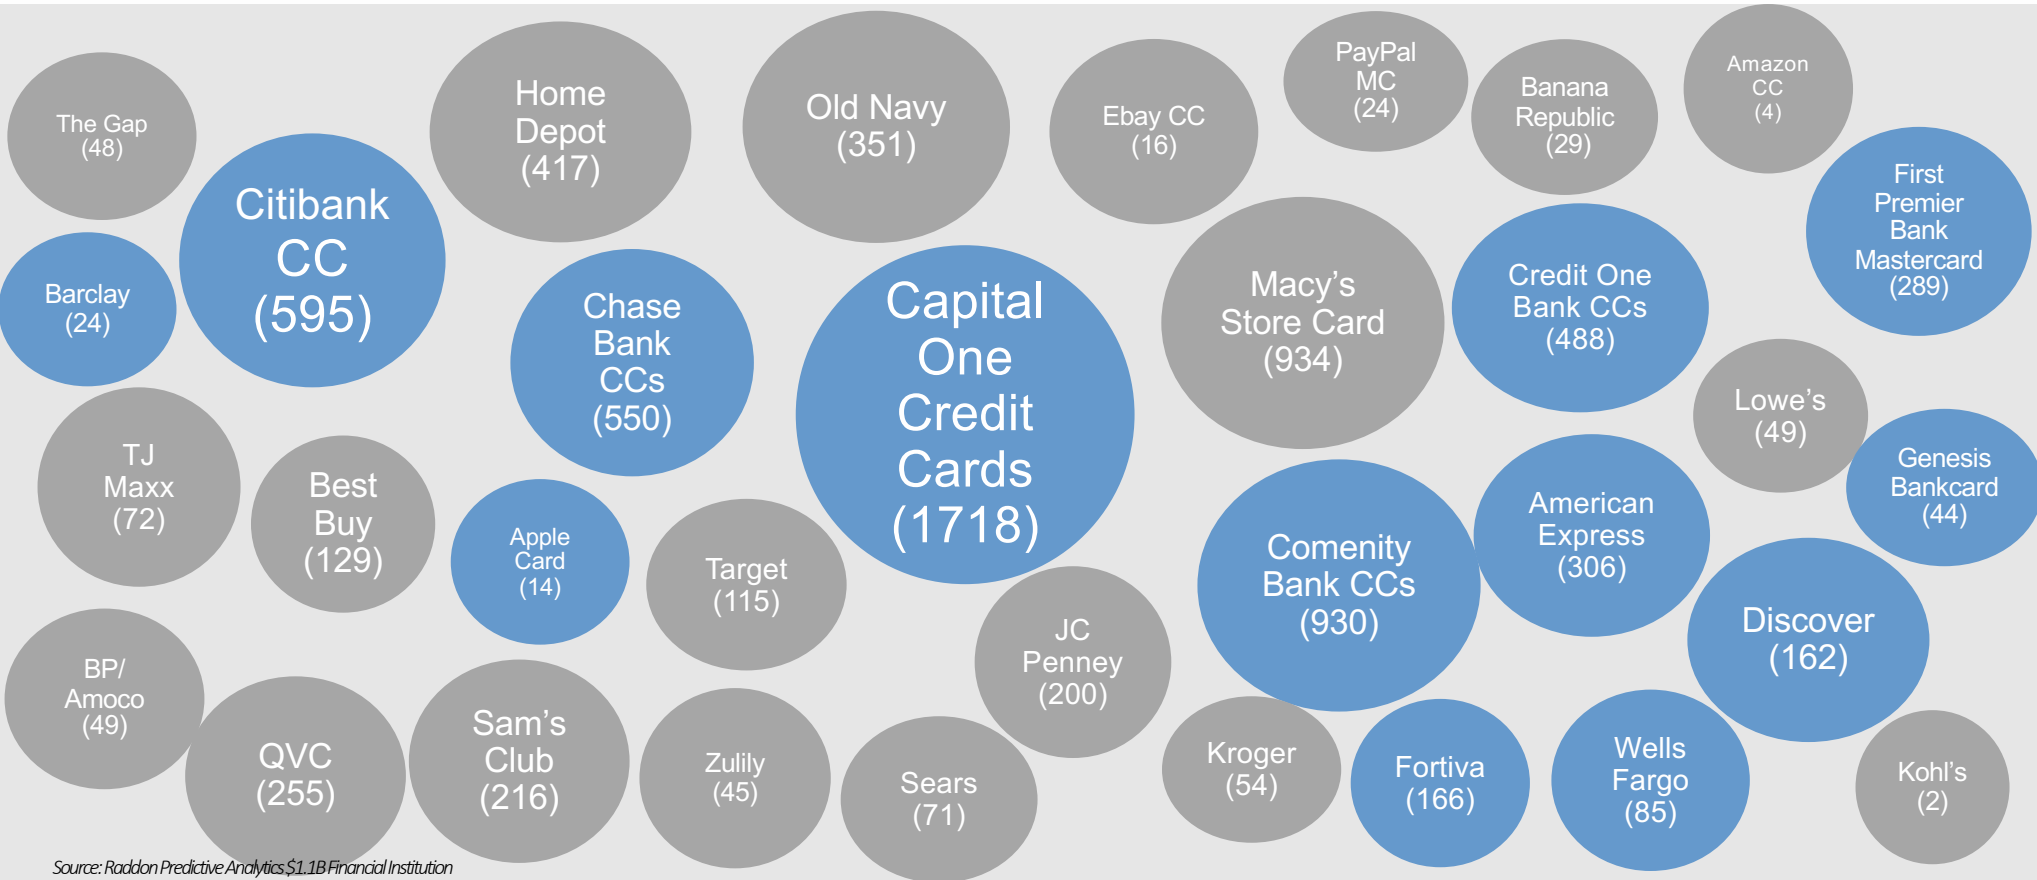 The Gap
(48)
Citibank
CC
(595)
Home
Depot
(417)
Old Navy
(351)
Ebay CC
(16)
PayPal
MC
(24)
Banana
Republic
(29)
Amazon
CC
(4)
First
Premier
Bank
Mastercard
(289)
Barclay
(24)
Chase
Bank
CCs
(550)
Capital
One
Credit
Cards
(1718)
Macy’s
Store Card
(934)
Credit One
Bank CCs
(488)
Lowe’s
(49)
Genesis
Bankcard
(44)
TJ
Maxx
(72)
Best
Buy
(129)
Apple
Card
(14)
Target
(115)
JC
Penney
(200)
Comenity
Bank CCs
(930)
American
Express
(306)
Discover
(162)
BP/
Amoco
(49)
QVC
(255)
Sam’s
Club
(216)
Zulily
(45)
Sears
(71)
Kroger
(54)
Fortiva
(166)
Wells
Fargo
(85)
Kohl’s
(2)
Source: Raddon Predictive Analytics $1.1B Financial Institution